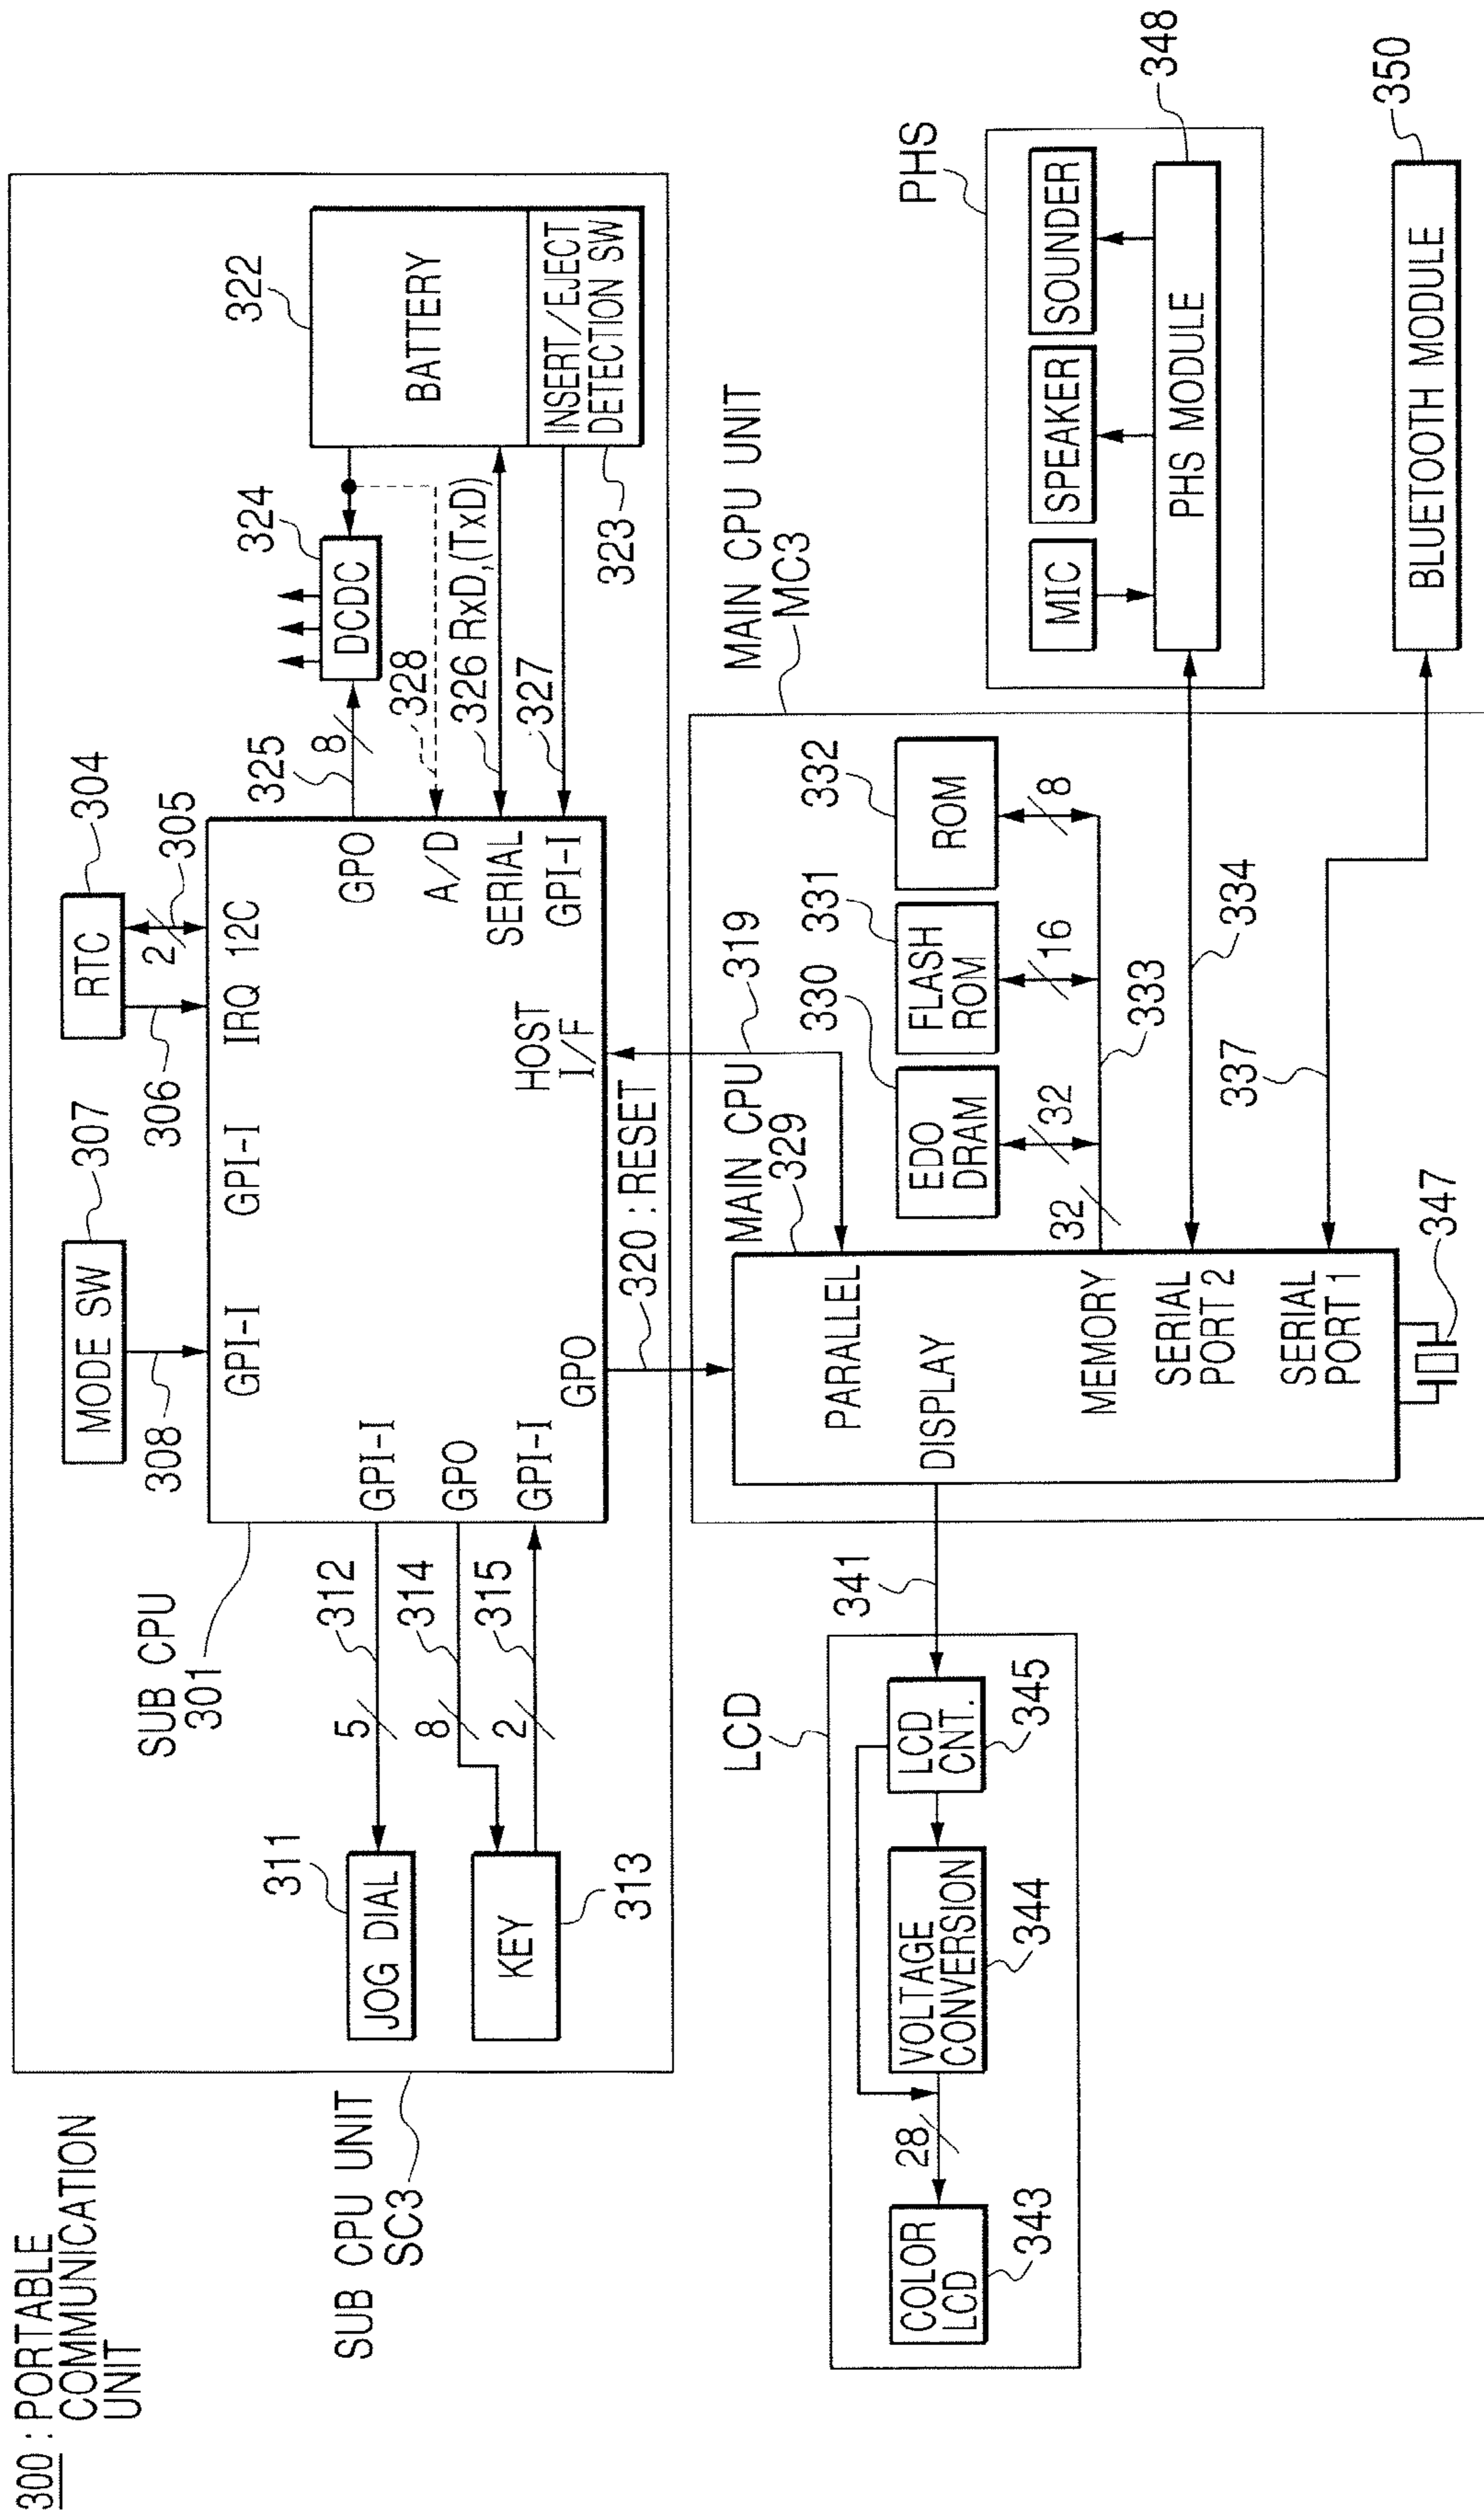 300 : PORTABLE
COMMUNICATION
UNIT
SUB CPU UNIT
SC3
SUB CPU
301
MODE SW
307
308
RTC
304
305
306
2
GPI-I
GPI-I
IRQ
12C
JOG DIAL
311
5
312
GPI-I
KEY
313
8
314
GPO
2
315
GPI-I
GPO
HOST
I/F
GPO
A/D
SERIAL
GPI-I
325
8
DCDC
324
328
326 RxD,(TxD)
327
BATTERY
322
INSERT/EJECT
DETECTION SW
323
320 : RESET
319
MAIN CPU UNIT
MC3
MAIN CPU
329
PARALLEL
DISPLAY
MEMORY
SERIAL
PORT 2
SERIAL
PORT 1
347
EDO
DRAM
330
32
FLASH
ROM
331
16
ROM
332
8
32
333
334
337
LCD
341
LCD
CNT.
345
VOLTAGE
CONVERSION
344
28
COLOR
LCD
343
PHS
MIC
SPEAKER
SOUNDER
PHS MODULE
348
BLUETOOTH MODULE
350